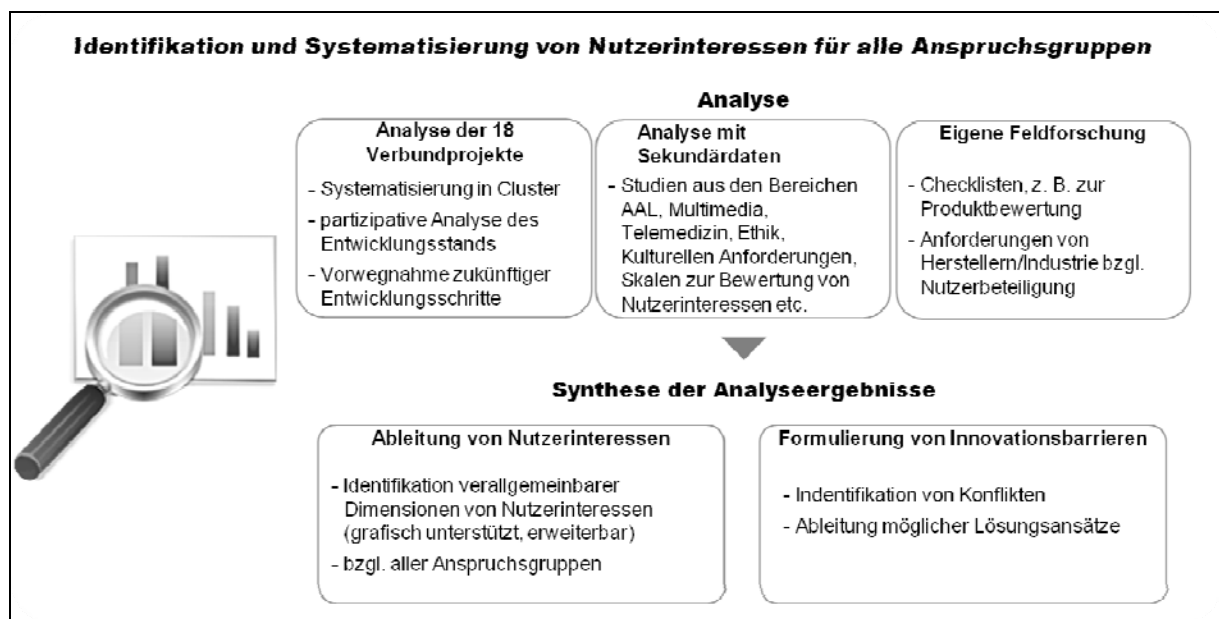 Identifikation und Systematisierung von Nutzerinteressen für alle Anspruchsgruppen
Analyse
Analyse der 18
Verbundprojekte
- Systematisierung in Cluster
- partizipative Analyse des
Entwicklungsstands
- Vorwegnahme zukünftiger
Entwicklungsschritte
Analyse mit
Sekundärdaten
- Studien aus den Bereichen
AAL, Multimedia,
Telemedizin, Ethik,
Kulturellen Anforderungen,
Skalen zur Bewertung von
Nutzerinteressen etc.
Eigene Feldforschung
- Checklisten, z. B. zur
Produktbewertung
- Anforderungen von
Herstellern/Industrie bzgl.
Nutzerbeteiligung
Synthese der Analyseergebnisse
Ableitung von Nutzerinteressen
- Identifikation verallgemeinbarer
Dimensionen von Nutzerinteressen
(grafisch unterstützt, erweiterbar)
- bzgl. aller Anspruchsgruppen
Formulierung von Innovationsbarrieren
- Indentifikation von Konflikten
- Ableitung möglicher Lösungsansätze